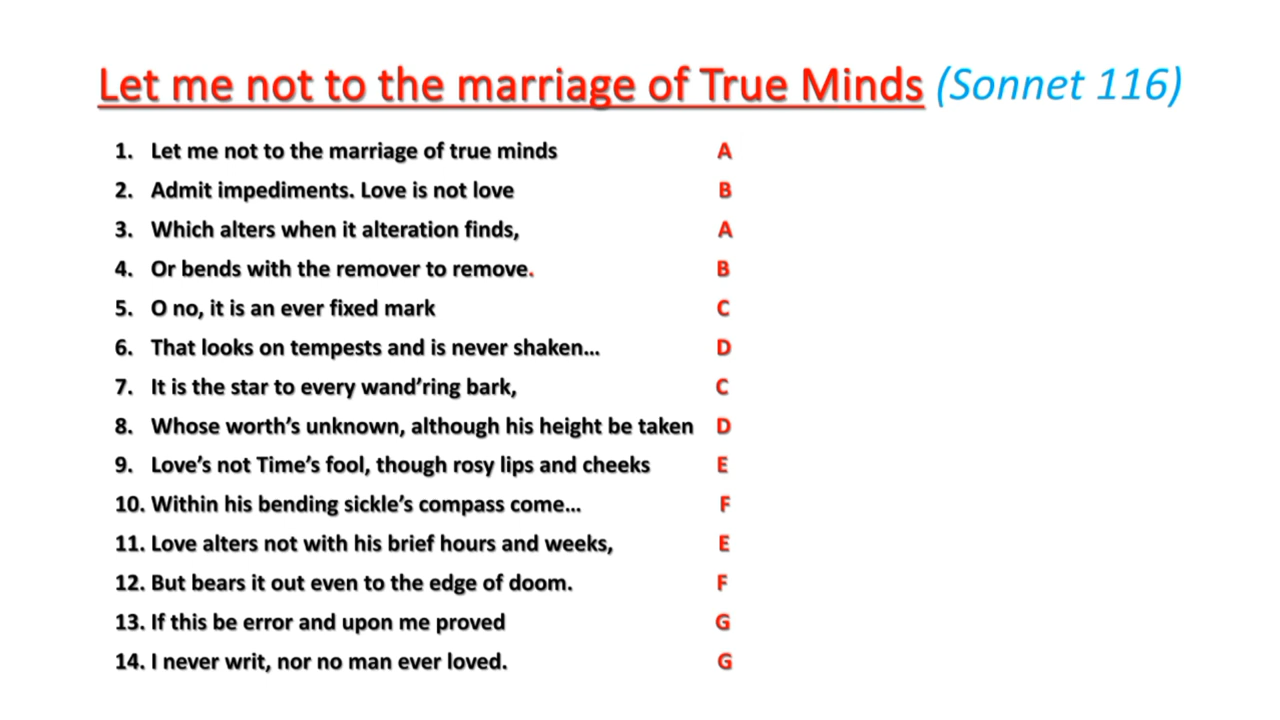 Let me not to the marriage of True Minds (Sonnet 116)
1. Let me not to the marriage of true minds A
2. Admit impediments. Love is not love B
3. Which alters when it alteration finds, A
4. Or bends with the remover to remove. B
5. O no, it is an ever fixed mark C
6. That looks on tempests and is never shaken... D
7. It is the star to every wand’ring bark, C
8. Whose worth’s unknown, although his height be taken D
9. Love’s not Time’s fool, though rosy lips and cheeks E
10. Within his bending sickle’s compass come... F
11. Love alters not with his brief hours and weeks, E
12. But bears it out even to the edge of doom. F
13. If this be error and upon me proved G
14. I never writ, nor no man ever loved. G